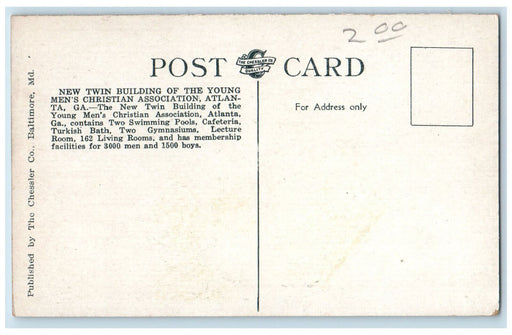 2.00
POST CARD
THE CHESSLER CO.
QUALITY
NEW TWIN BUILDING OF THE YOUNG
MEN'S CHRISTIAN ASSOCIATION, ATLAN-
TA, GA.—The New Twin Building of the
Young Men's Christian Association, Atlanta,
Ga., contains Two Swimming Pools, Cafeteria,
Turkish Bath, Two Gymnasiums, Lecture
Room, 162 Living Rooms, and has membership
facilities for 3000 men and 1500 boys.
For Address only
Published by The Chessler Co., Baltimore, Md.